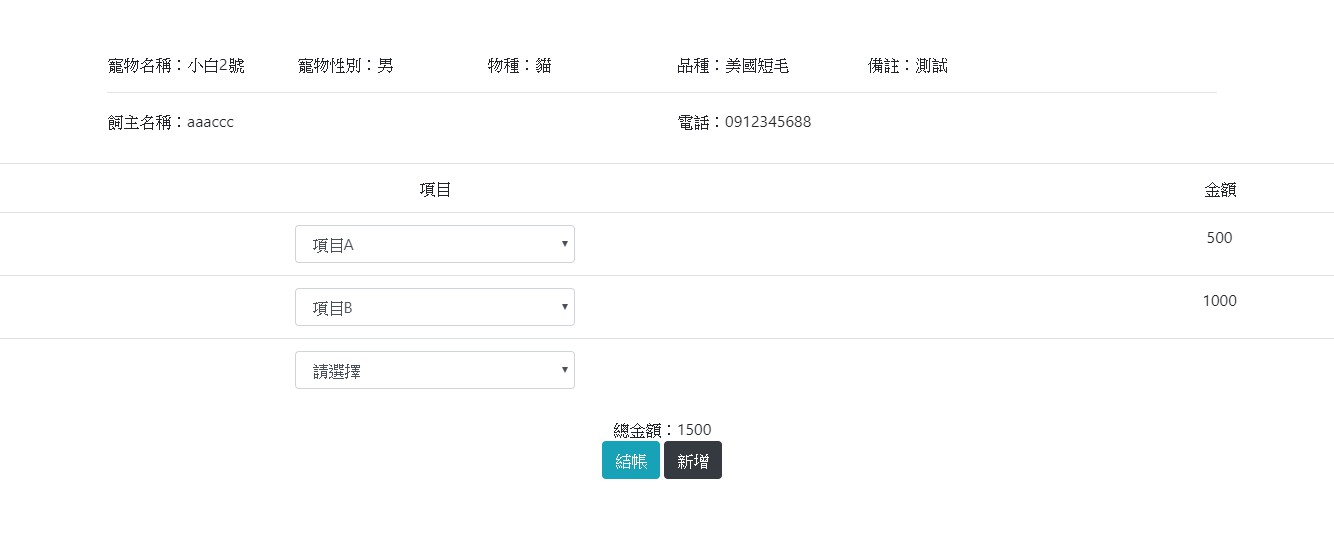 寵物名稱：小白2號 寵物性別：男 物種：貓 品種：美國短毛 備註：測試
飼主名稱：aaaccc 電話：0912345688
項目 金額
項目A 500
項目B 1000
請選擇
總金額：1500
結帳 新增